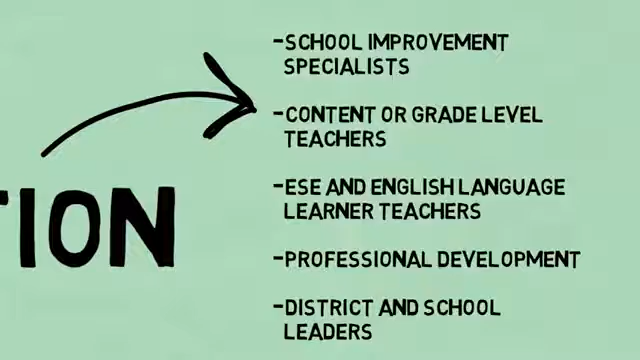 -SCHOOL IMPROVEMENT
SPECIALISTS
-CONTENT OR GRADE LEVEL
TEACHERS
-ESE AND ENGLISH LANGUAGE
LEARNER TEACHERS
TION
-PROFESSIONAL DEVELOPMENT
-DISTRICT AND SCHOOL
LEADERS